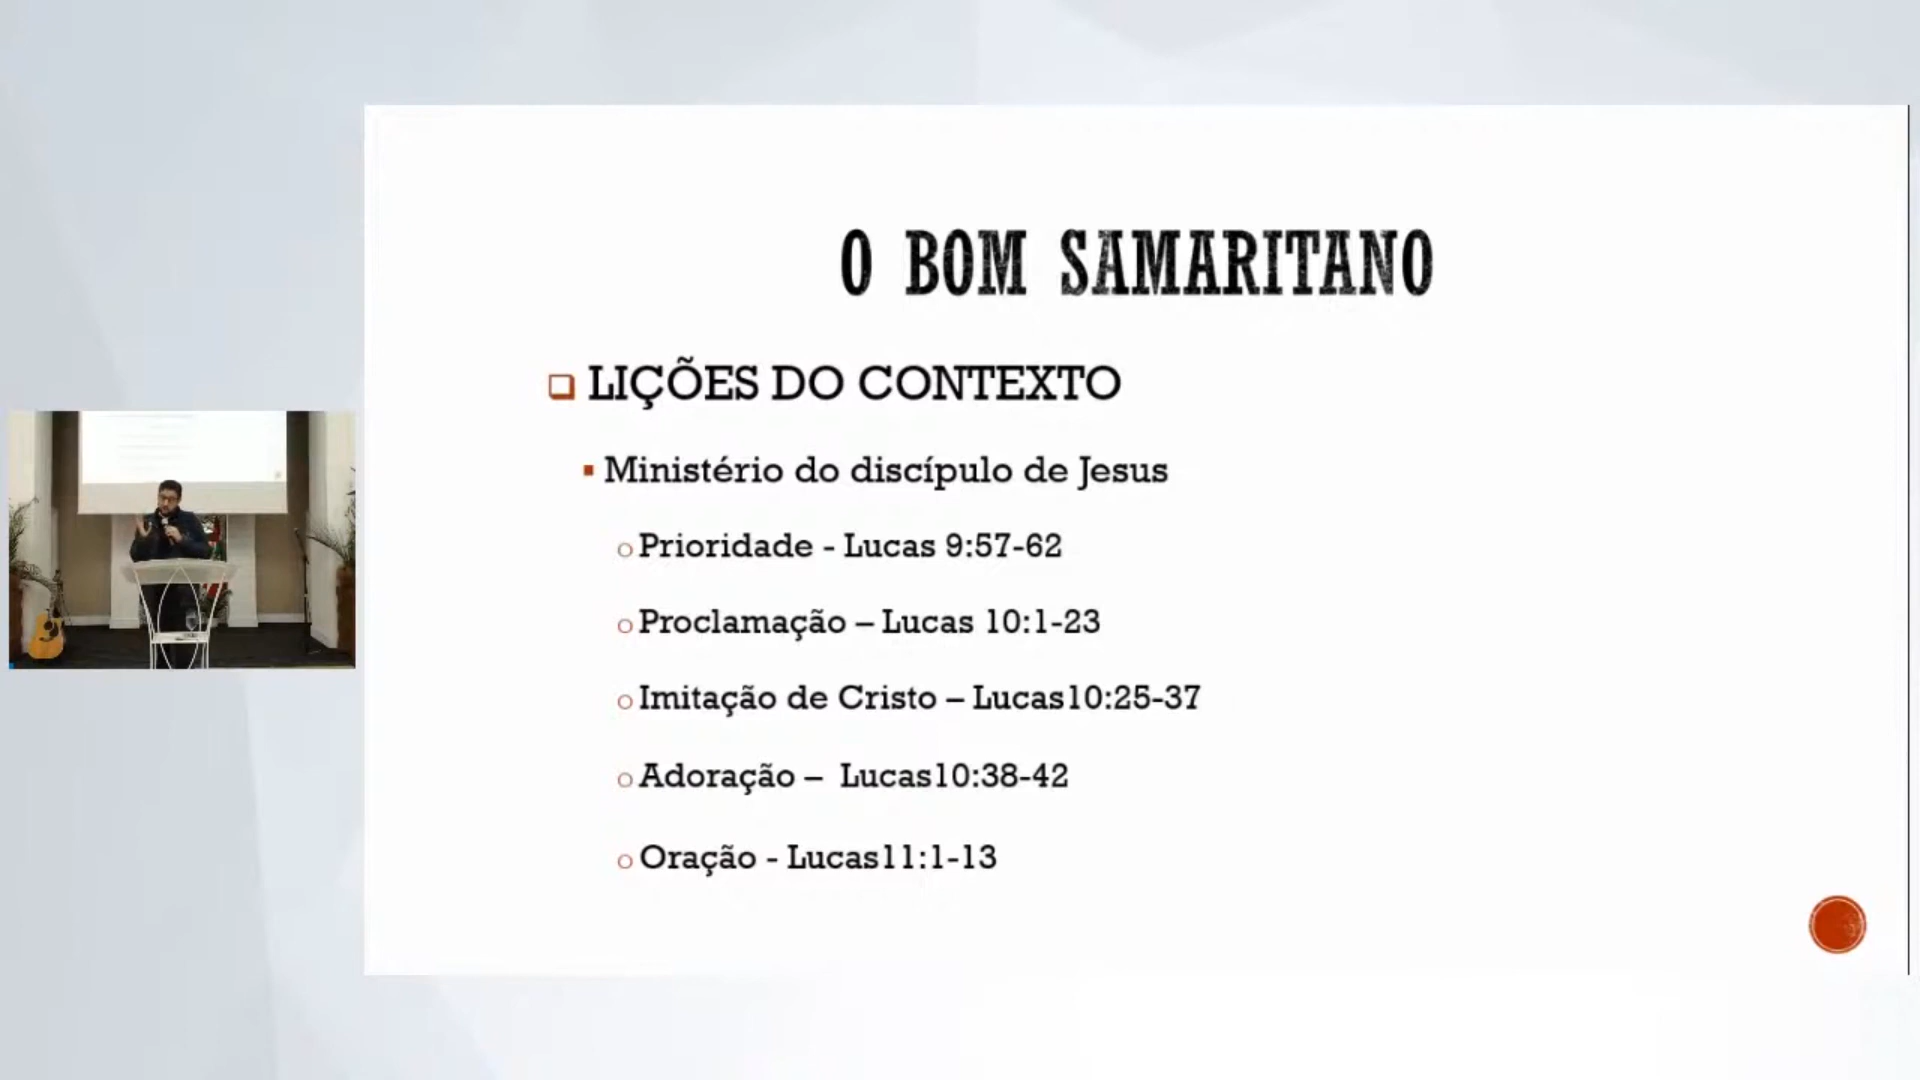 O BOM SAMARITANO
LIÇÕES DO CONTEXTO
Ministério do discípulo de Jesus
Prioridade - Lucas 9:57-62
Proclamação – Lucas 10:1-23
Imitação de Cristo – Lucas10:25-37
Adoração – Lucas10:38-42
Oração - Lucas11:1-13